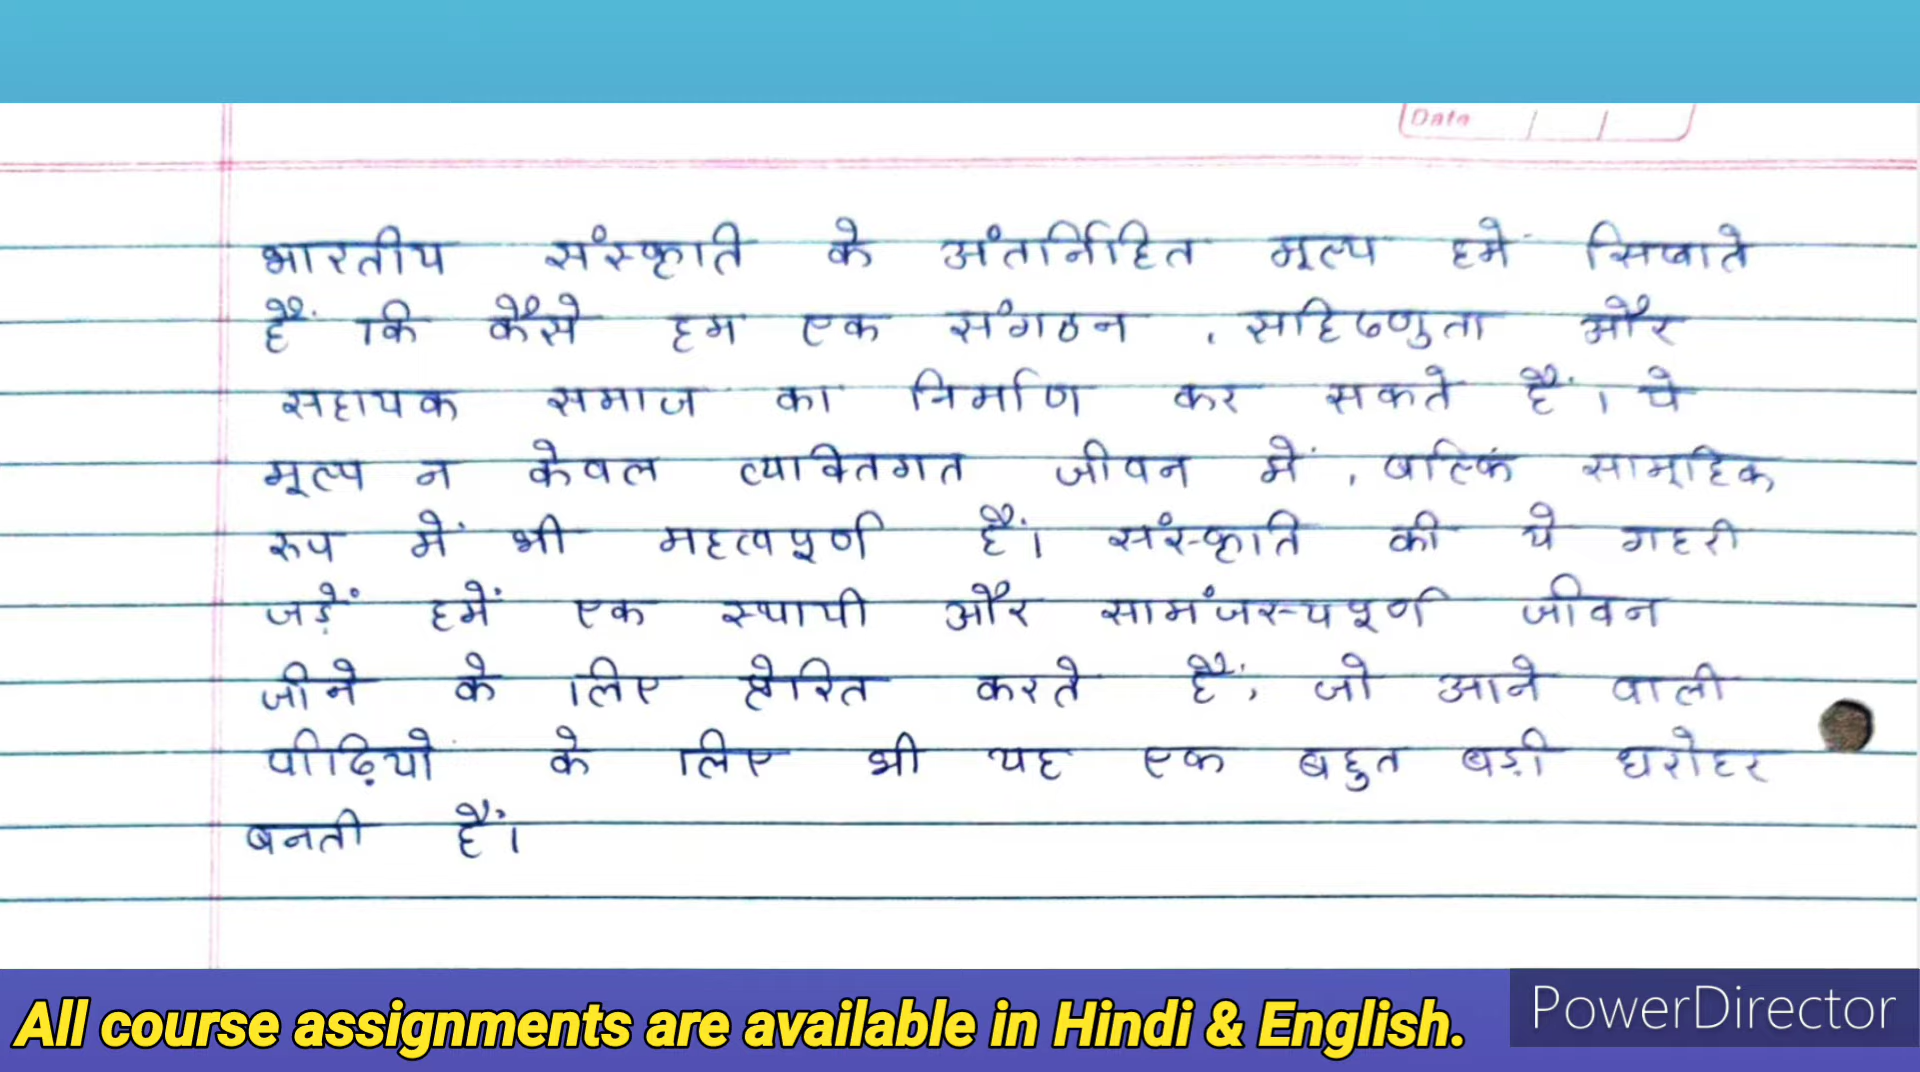 Data
भारतीय संस्कृति के अंतर्निहित मूल्य हमें सिखाते
हैं कि कैसे हम एक संगठन, सहिष्णुता और
सहायक समाज का निर्माण कर सकते हैं। ये
मूल्य न केवल व्यक्तिगत जीवन में, बल्कि सामूहिक
रूप में भी महत्वपूर्ण हैं। संस्कृति की ये गहरी
जड़ें हमें एक स्थायी और सामंजस्यपूर्ण जीवन
जीने के लिए प्रेरित करते हैं, जो आने वाली
पीढ़ियों के लिए भी यह एक बहुत बड़ी धरोहर
बनती हैं।
All course assignments are available in Hindi & English.
PowerDirector